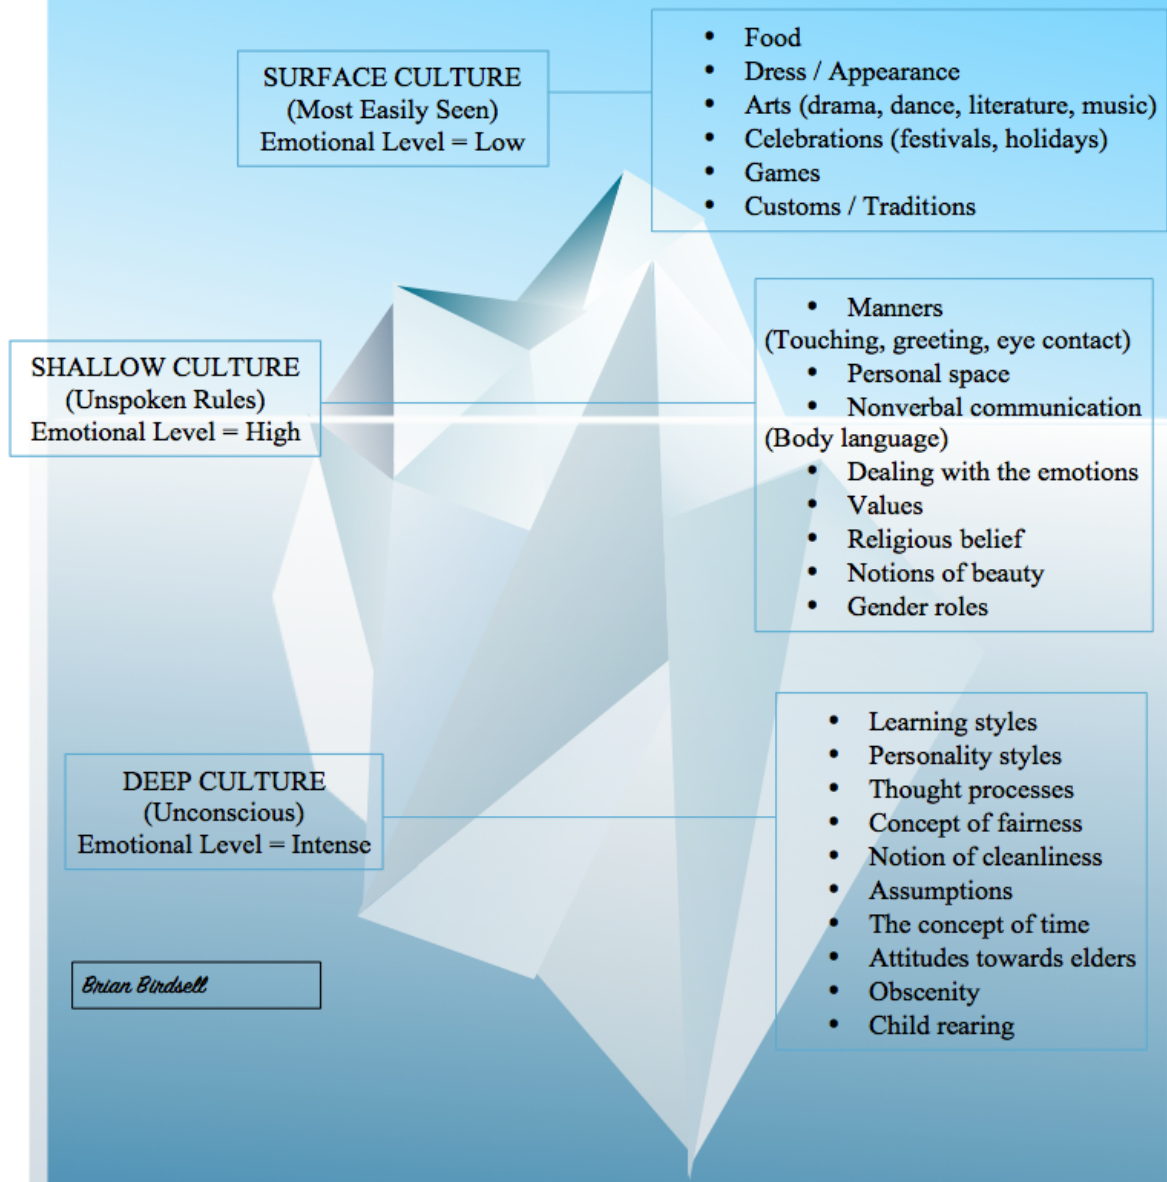 SURFACE CULTURE
(Most Easily Seen)
Emotional Level = Low
• Food
• Dress / Appearance
• Arts (drama, dance, literature, music)
• Celebrations (festivals, holidays)
• Games
• Customs / Traditions
SHALLOW CULTURE
(Unspoken Rules)
Emotional Level = High
• Manners
(Touching, greeting, eye contact)
• Personal space
• Nonverbal communication
(Body language)
• Dealing with the emotions
• Values
• Religious belief
• Notions of beauty
• Gender roles
DEEP CULTURE
(Unconscious)
Emotional Level = Intense
• Learning styles
• Personality styles
• Thought processes
• Concept of fairness
• Notion of cleanliness
• Assumptions
• The concept of time
• Attitudes towards elders
• Obscenity
• Child rearing
Brian Birdsell